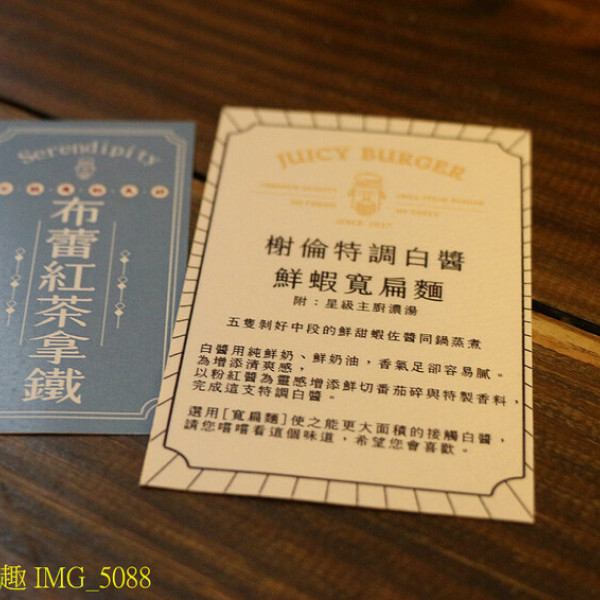 Serendipity
布蕾紅茶拿鐵
JUICY BURGER
SINCE 2017
榭倫特調白醬
鮮蝦寬扁麵
附：星級主廚濃湯
五隻剝好中段的鮮甜蝦佐醬同鍋蒸煮
白醬用純鮮奶、鮮奶油，香氣足卻容易膩。
為增添清爽感，
以粉紅醬為靈感增添鮮切番茄碎與特製香料，
完成這支特調白醬。
選用[寬扁麵]使之能更大面積的接觸白醬，
請您嚐嚐看這個味道，希望您會喜歡。
趣 IMG_5088